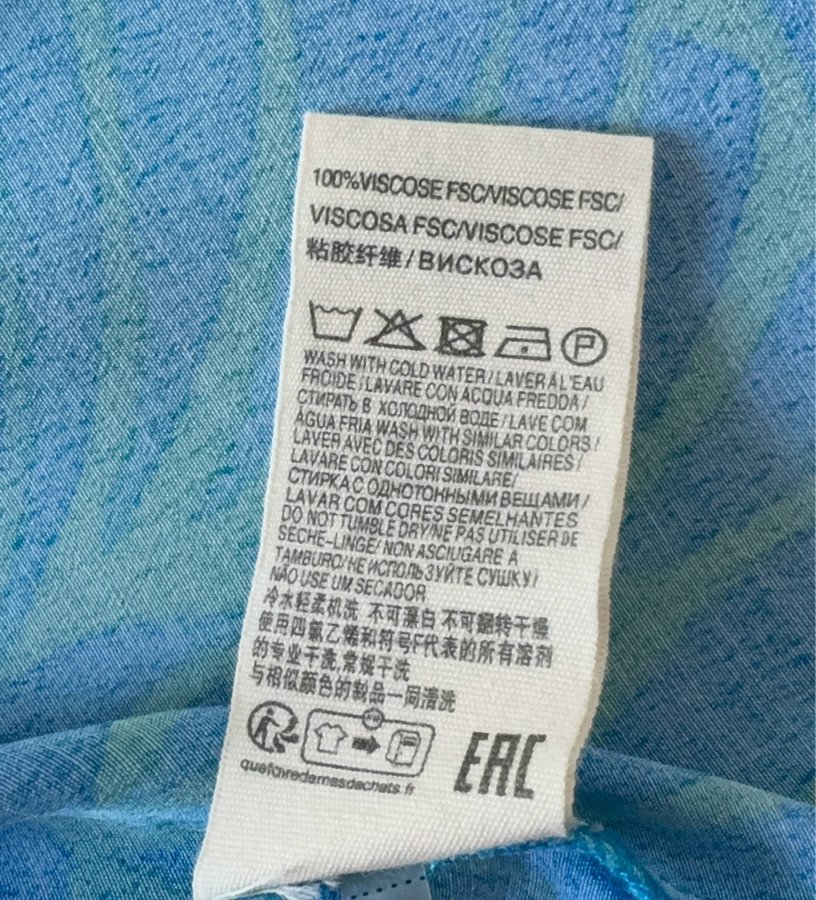 100%VISCOSE FSC/VISCOSE FSC/
VISCOSA FSC/VISCOSE FSC/
粘胶纤维/ВИСКОЗА
P
WASH WITH COLD WATER/LAVER À L'EAU
FROIDE/LAVARE CON ACQUA FREDDA/
СТИРАТЬ В ХОЛОДНОЙ ВОДЕ/LAVE COM
ÁGUA FRIA WASH WITH SIMILAR COLORS/
LAVER AVEC DES COLORIS SIMILAIRES/
LAVARE CON COLORI SIMILARE/
СТИРКА С ОДНОТОННЫМИ ВЕЩАМИ/
LAVAR COM CORES SEMELHANTES
DO NOT TUMBLE DRY/NE PAS UTILISER DE
SÈCHE-LINGE/NON ASCIUGARE A
TAMBURO/НЕ ИСПОЛЬЗУЙТЕ СУШКУ/
NÃO USE UM SECADOR
冷水轻柔机洗 不可漂白 不可翻转干燥
使用四氯乙烯和符号F代表的所有溶剂
的专业干洗,常规干洗
与相似颜色的制品一同清洗
quefairedemesdechets.fr
EAC